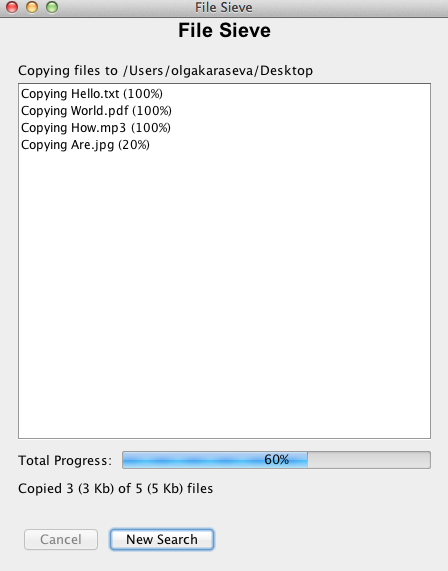 File Sieve
File Sieve
Copying files to /Users/olgakaraseva/Desktop
Copying Hello.txt (100%)
Copying World.pdf (100%)
Copying How.mp3 (100%)
Copying Are.jpg (20%)
Total Progress: 60%
Copied 3 (3 Kb) of 5 (5 Kb) files
Cancel New Search